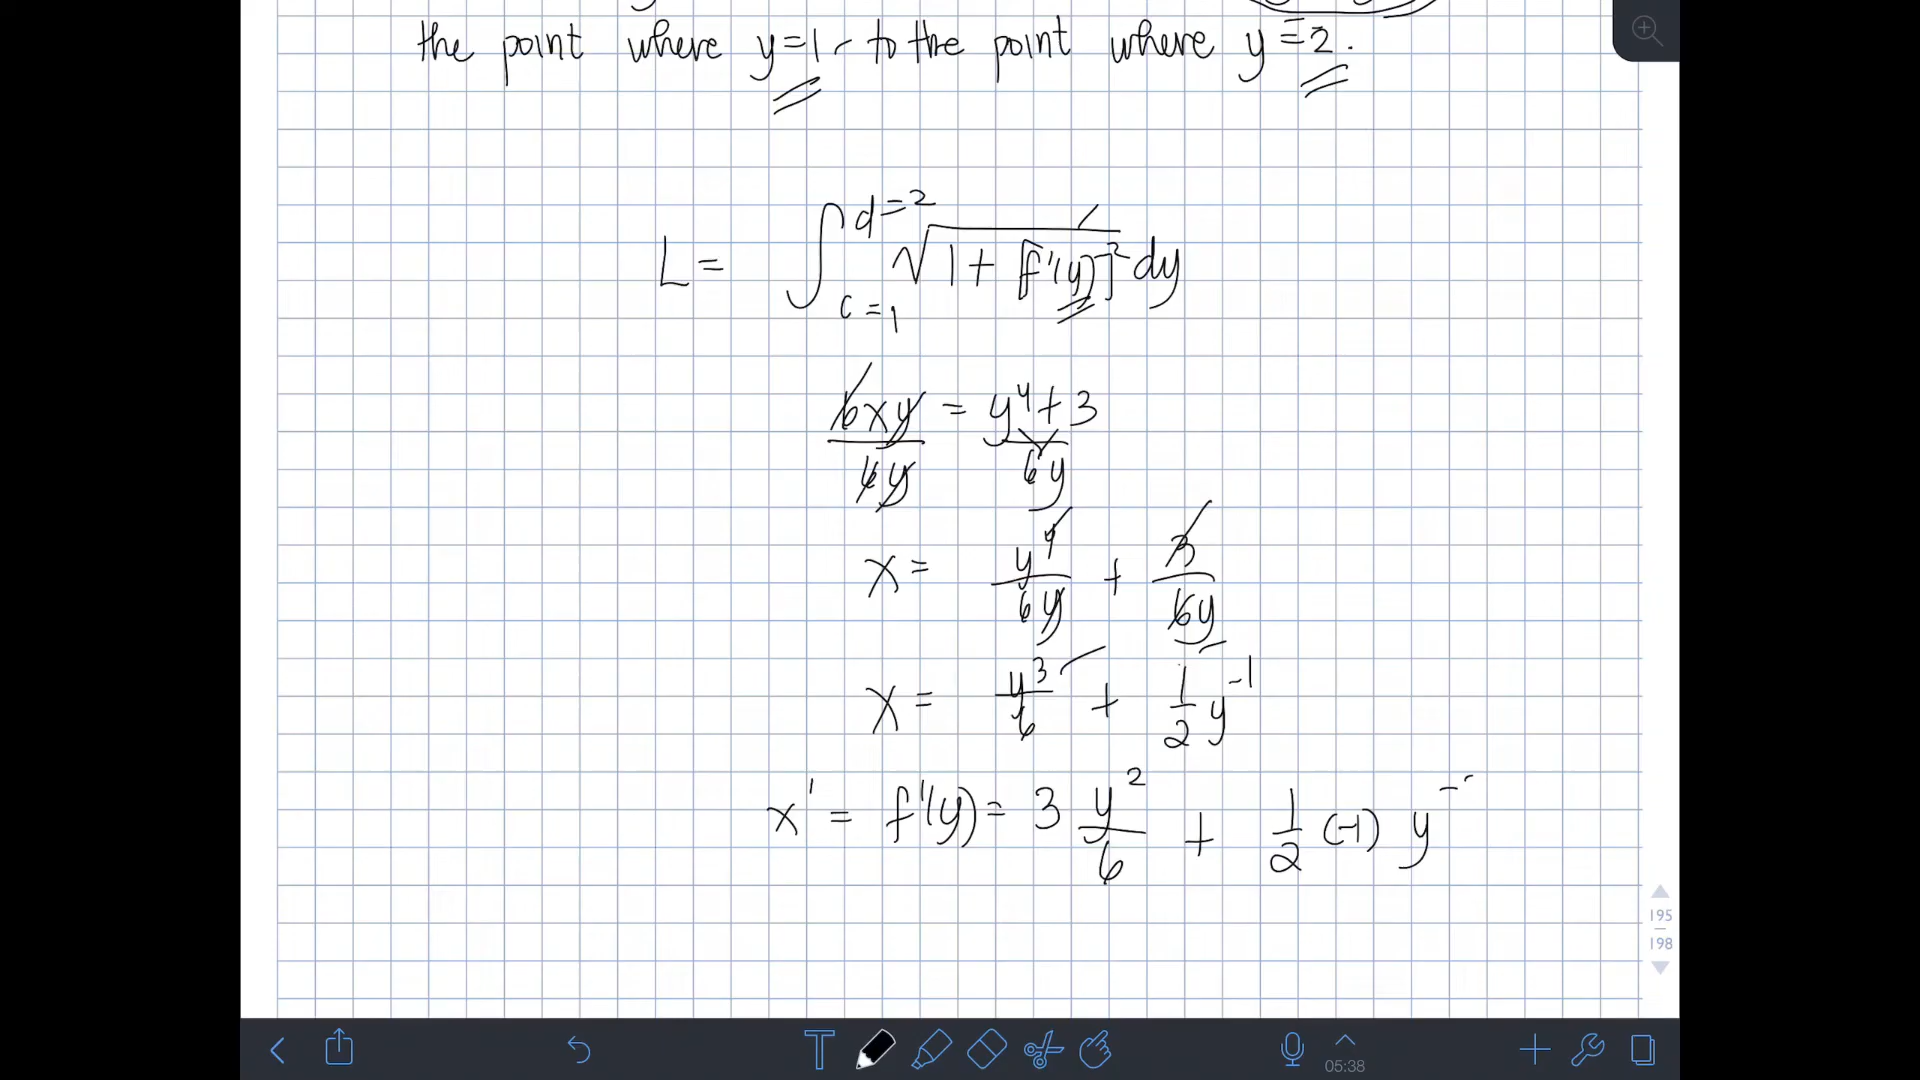 the point where y=1 to the point where y=2.
L = ∫ d=2 c=1 √1+[f'(y)]² dy
6xy/6y = y⁴+3/6y
x = y⁴/6y + 3/6y
x = y³/6 + 1/2 y⁻¹
x' = f'(y) = 3 y²/6 + 1/2 (-1) y⁻
195
198
T
05:38